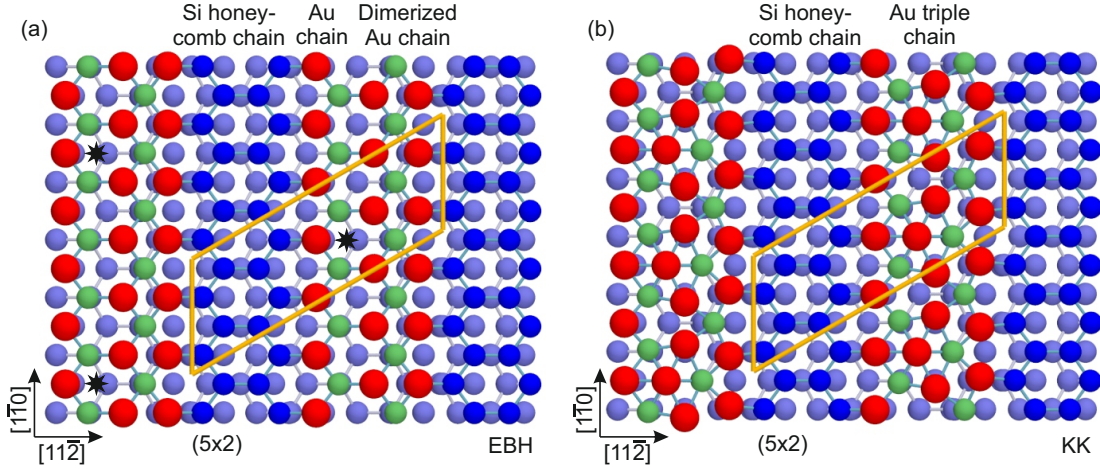 (a)
Si honey-
comb chain
Au
chain
Dimerized
Au chain
[11̅0]
[112̅]
(5x2)
EBH
(b)
Si honey-
comb chain
Au triple
chain
[11̅0]
[112̅]
(5x2)
KK